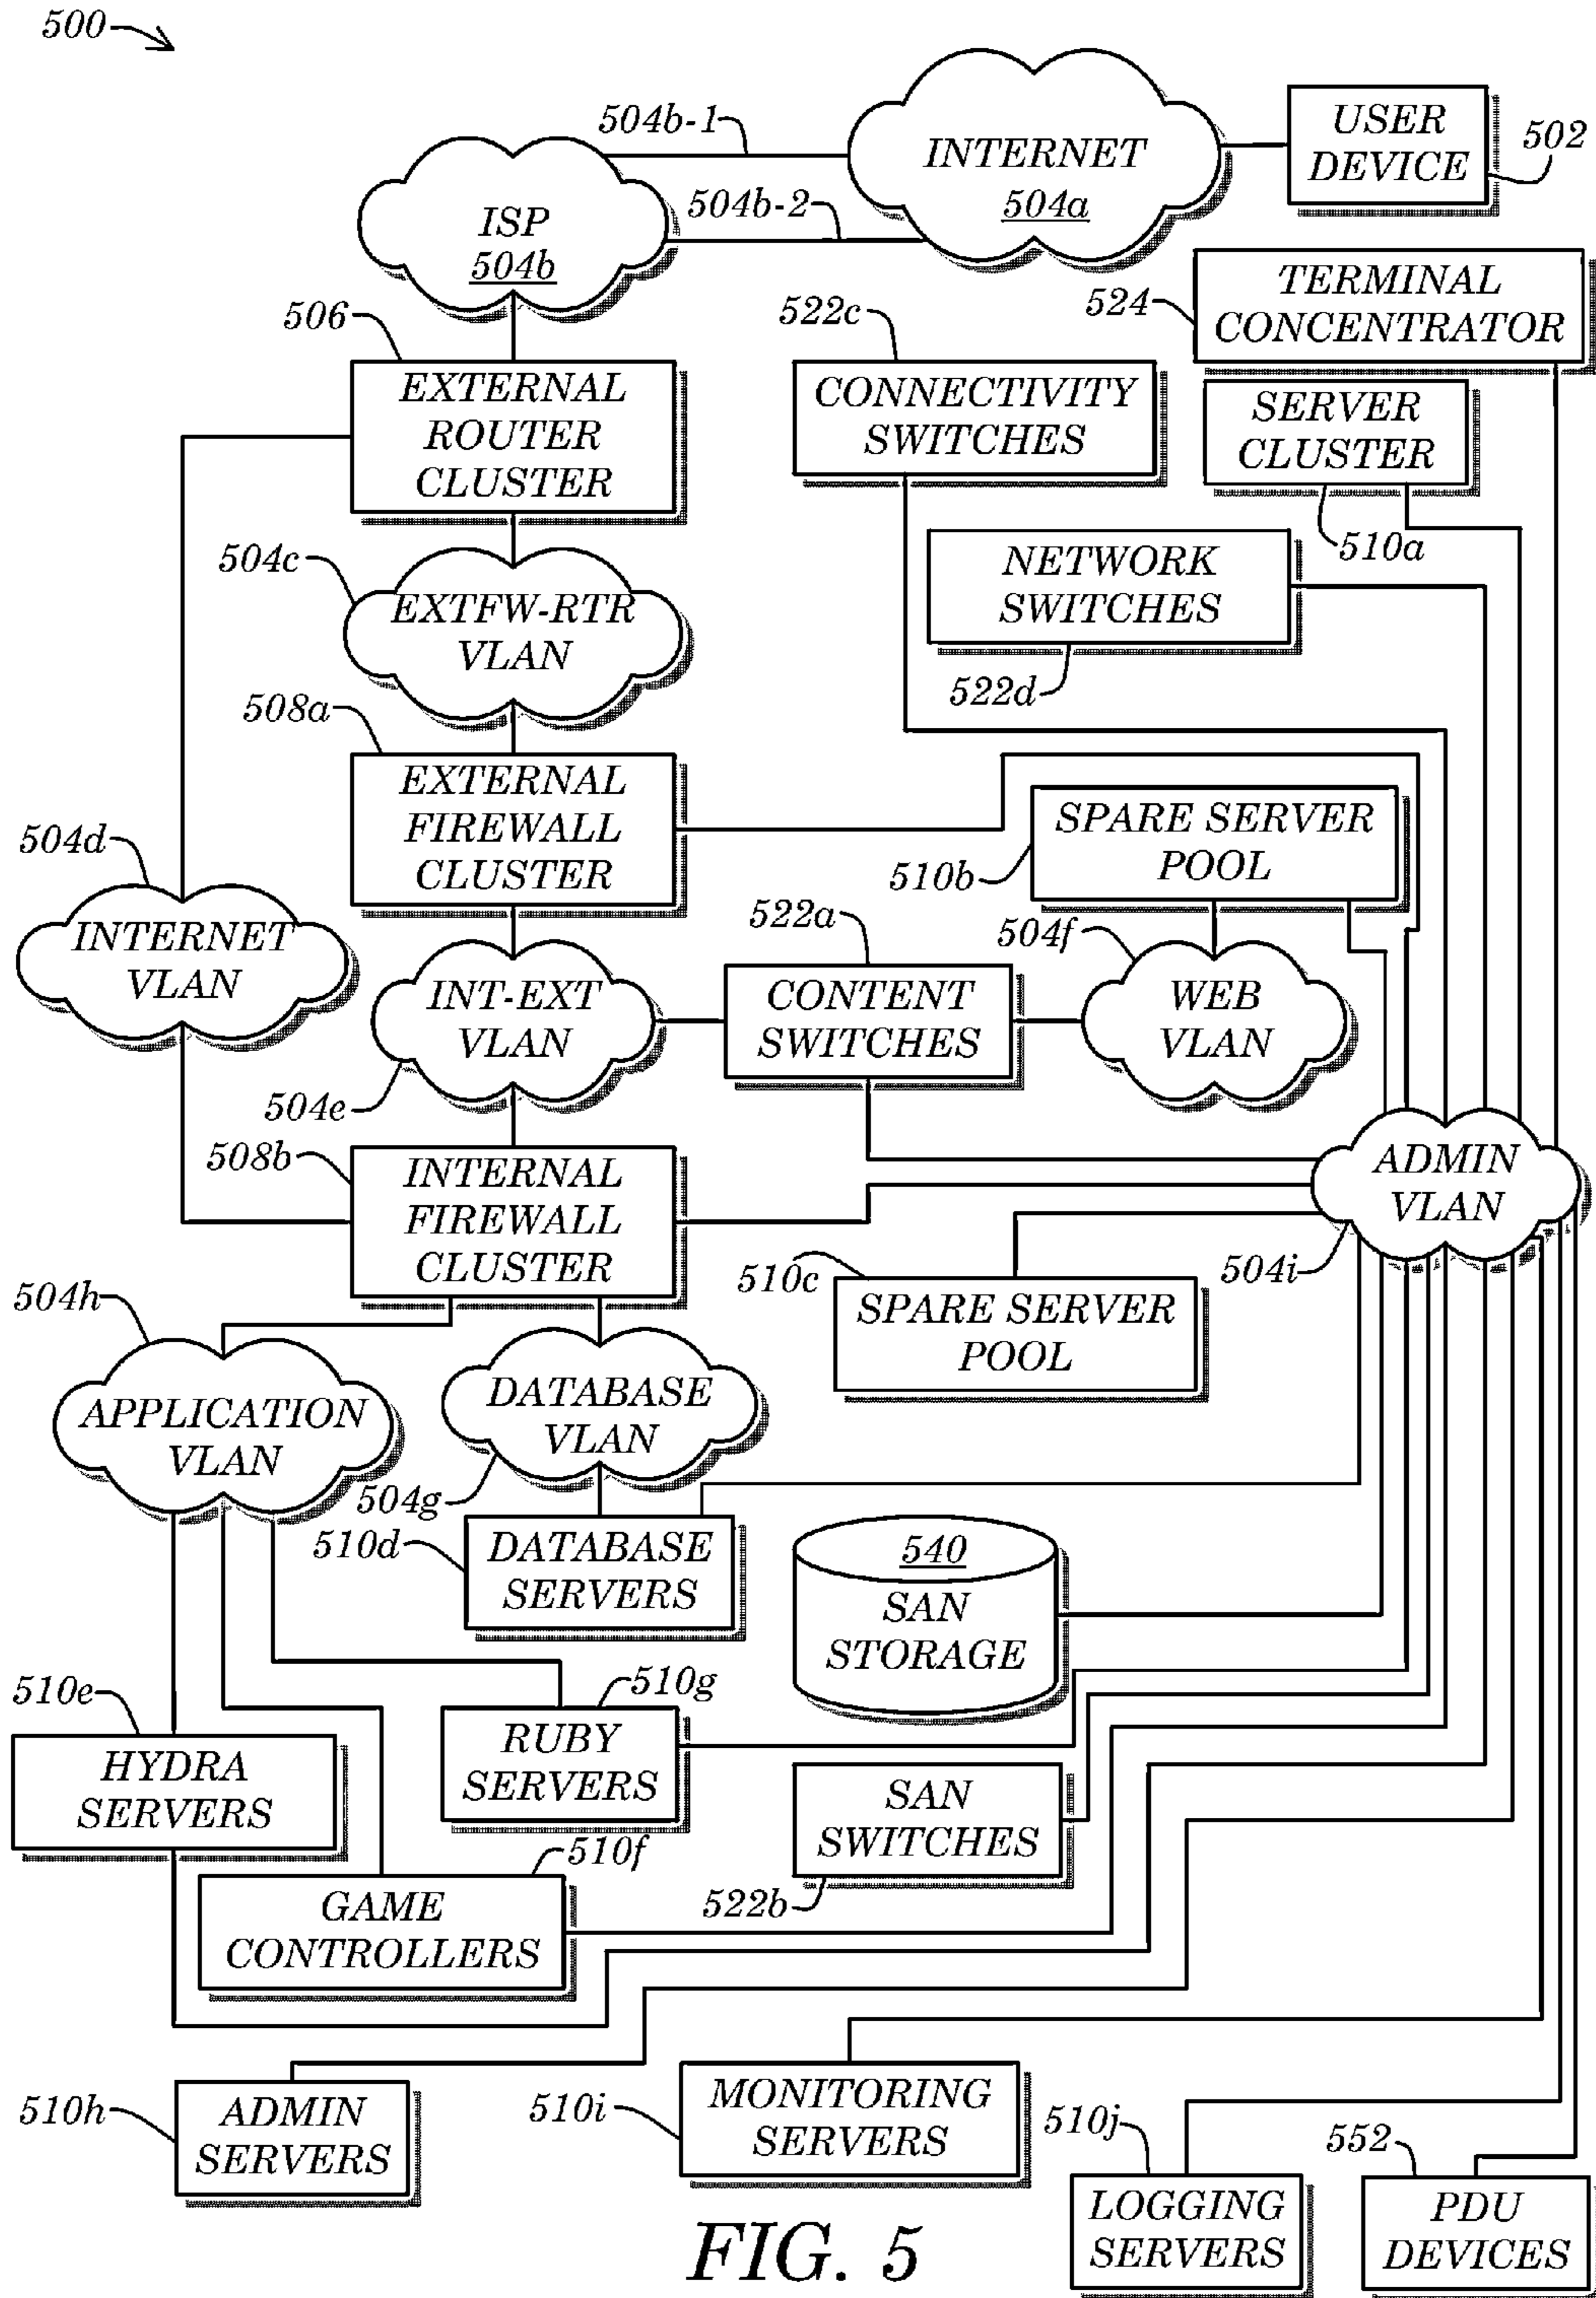 500
504b-1
INTERNET
504a
USER
DEVICE
502
ISP
504b
504b-2
506
522c
524
TERMINAL
CONCENTRATOR
EXTERNAL
ROUTER
CLUSTER
CONNECTIVITY
SWITCHES
SERVER
CLUSTER
510a
504c
EXTFW-RTR
VLAN
NETWORK
SWITCHES
522d
508a
EXTERNAL
FIREWALL
CLUSTER
SPARE SERVER
POOL
510b
504d
INTERNET
VLAN
522a
504f
INT-EXT
VLAN
504e
CONTENT
SWITCHES
WEB
VLAN
508b
INTERNAL
FIREWALL
CLUSTER
ADMIN
VLAN
504i
510c
SPARE SERVER
POOL
504h
APPLICATION
VLAN
DATABASE
VLAN
504g
510d
DATABASE
SERVERS
540
SAN
STORAGE
510e
510g
HYDRA
SERVERS
RUBY
SERVERS
SAN
SWITCHES
522b
510f
GAME
CONTROLLERS
510h
ADMIN
SERVERS
510i
MONITORING
SERVERS
510j
LOGGING
SERVERS
552
PDU
DEVICES
FIG. 5